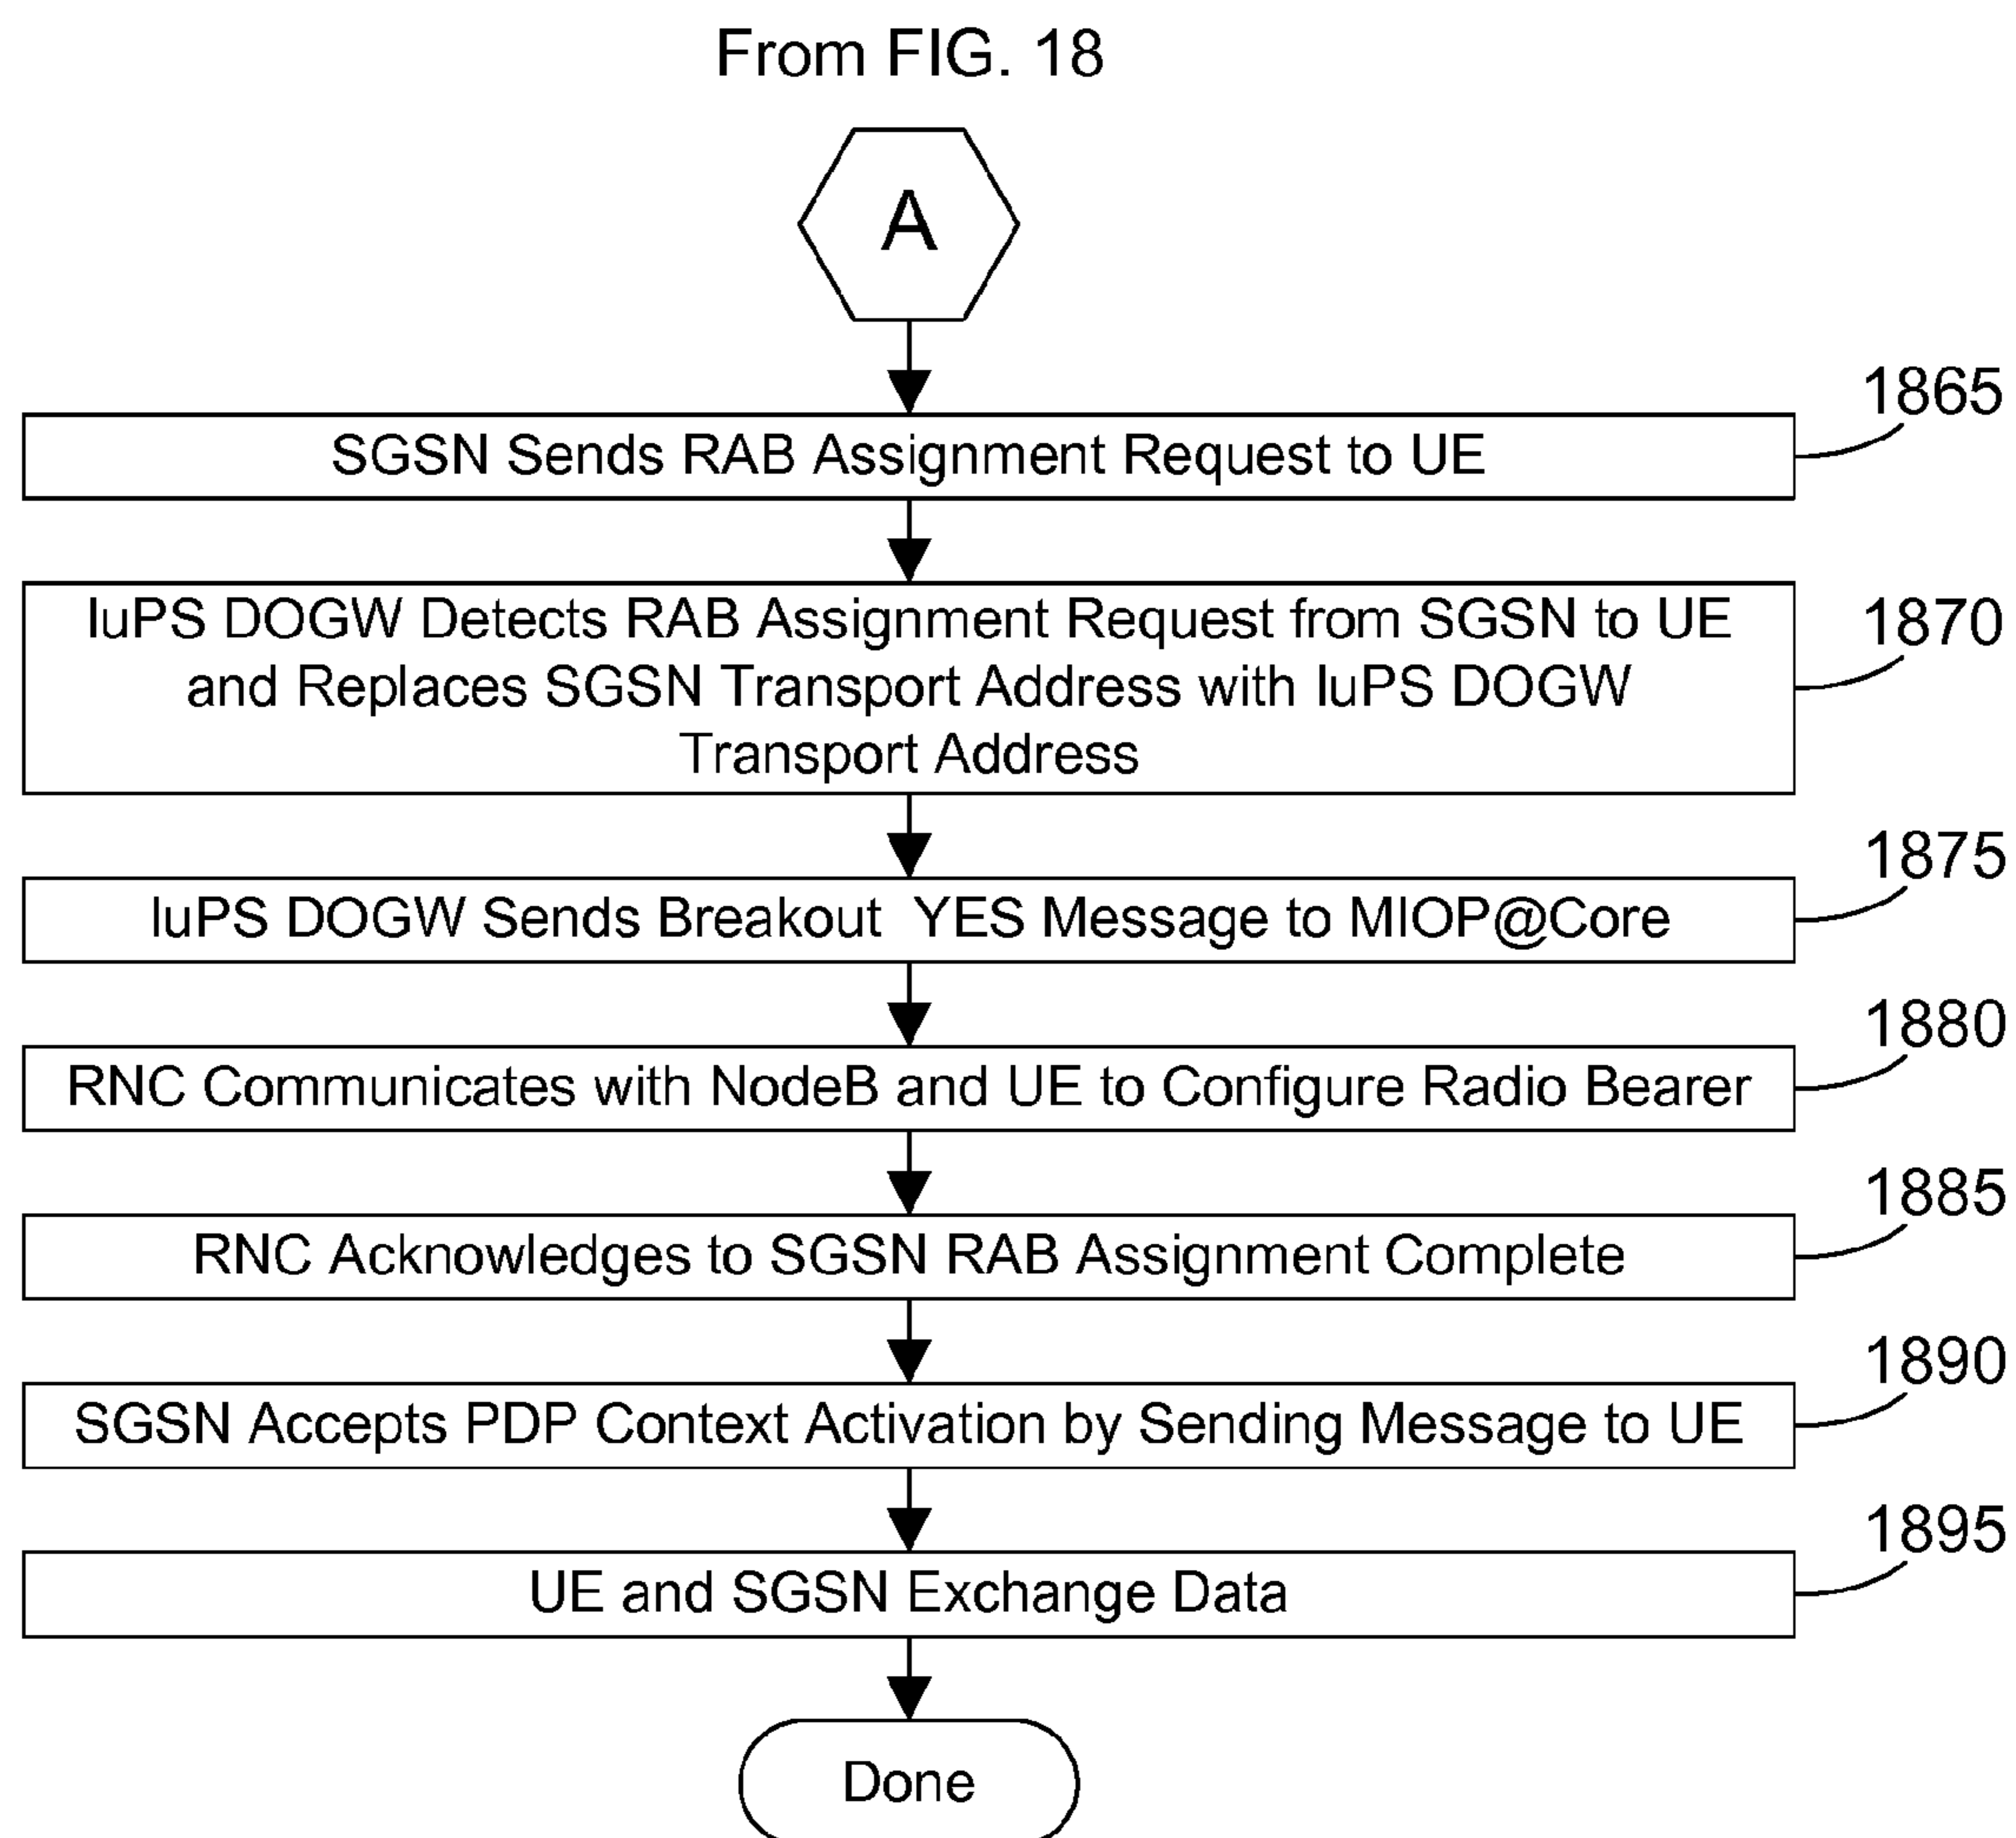 From FIG. 18
A
1865
SGSN Sends RAB Assignment Request to UE
IuPS DOGW Detects RAB Assignment Request from SGSN to UE
and Replaces SGSN Transport Address with IuPS DOGW
Transport Address
1870
1875
IuPS DOGW Sends Breakout YES Message to MIOP@Core
1880
RNC Communicates with NodeB and UE to Configure Radio Bearer
1885
RNC Acknowledges to SGSN RAB Assignment Complete
1890
SGSN Accepts PDP Context Activation by Sending Message to UE
1895
UE and SGSN Exchange Data
Done